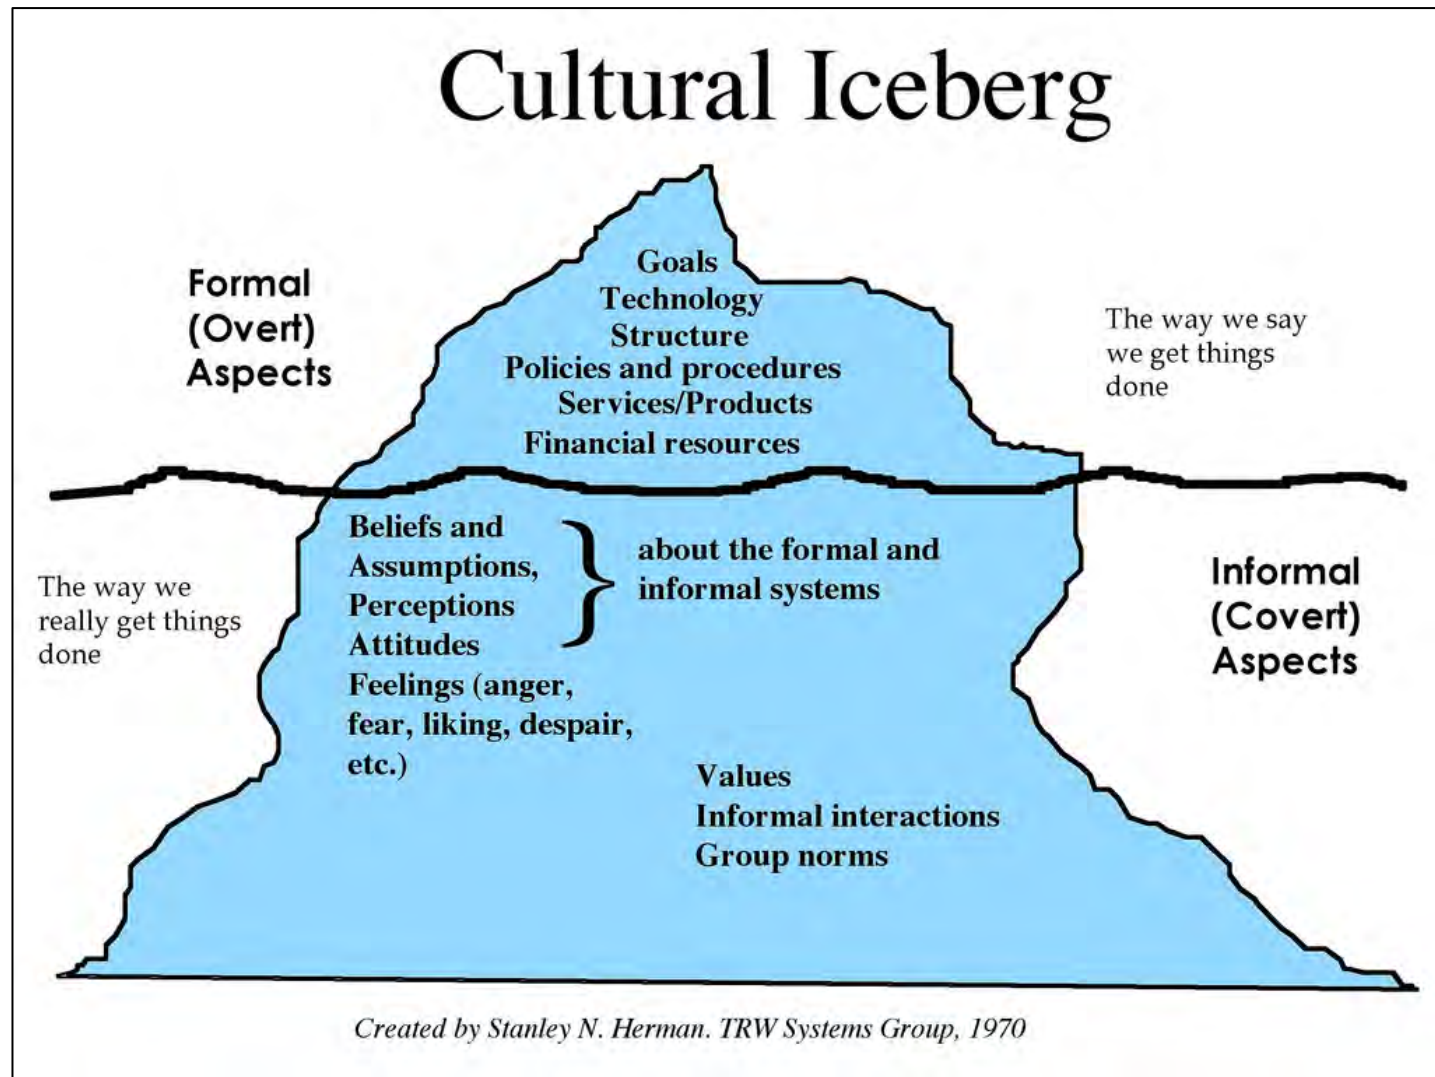 Cultural Iceberg
Formal
(Overt)
Aspects
Goals
Technology
Structure
Policies and procedures
Services/Products
Financial resources
The way we say
we get things
done
The way we
really get things
done
Beliefs and
Assumptions,
Perceptions
Attitudes
Feelings (anger,
fear, liking, despair,
etc.)
about the formal and
informal systems
Values
Informal interactions
Group norms
Informal
(Covert)
Aspects
Created by Stanley N. Herman. TRW Systems Group, 1970